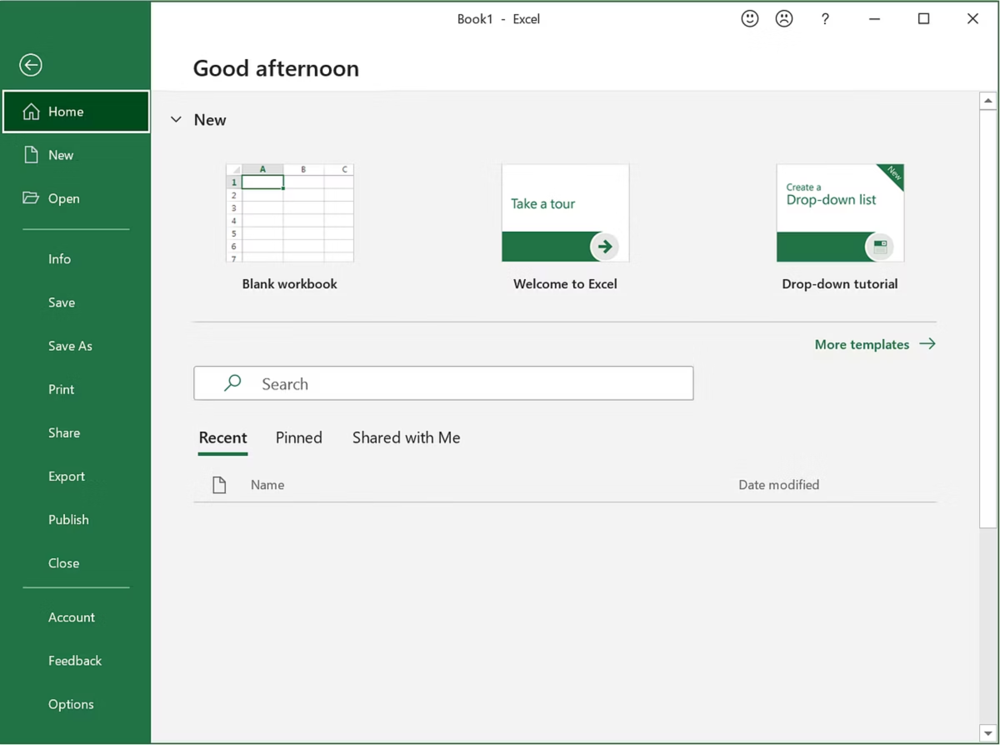 Book1 - Excel
?
Good afternoon
Home
New
Open
Info
Save
Save As
Print
Share
Export
Publish
Close
Account
Feedback
Options
New
A B C
1
2
3
4
5
6
7
Blank workbook
Take a tour
Welcome to Excel
New
Create a
Drop-down list
Drop-down tutorial
More templates
Search
Recent Pinned Shared with Me
Name Date modified